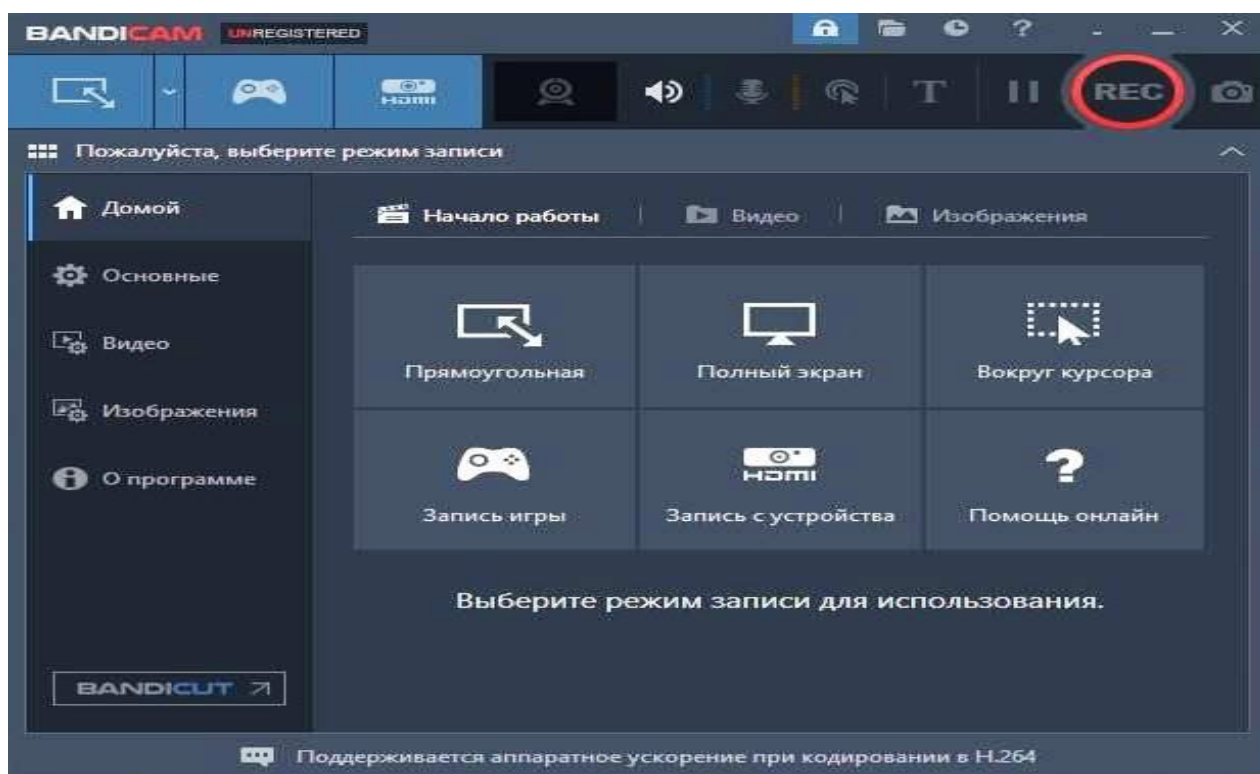 BANDICAM UNREGISTERED ?
HDMI T REC
Пожалуйста, выберите режим записи
Домой
Начало работы Видео Изображения
Основные
Видео
Изображения
О программе
Прямоугольная Полный экран Вокруг курсора
HDMI ?
Запись игры Запись с устройства Помощь онлайн
Выберите режим записи для использования.
BANDICUT
Поддерживается аппаратное ускорение при кодировании в H.264